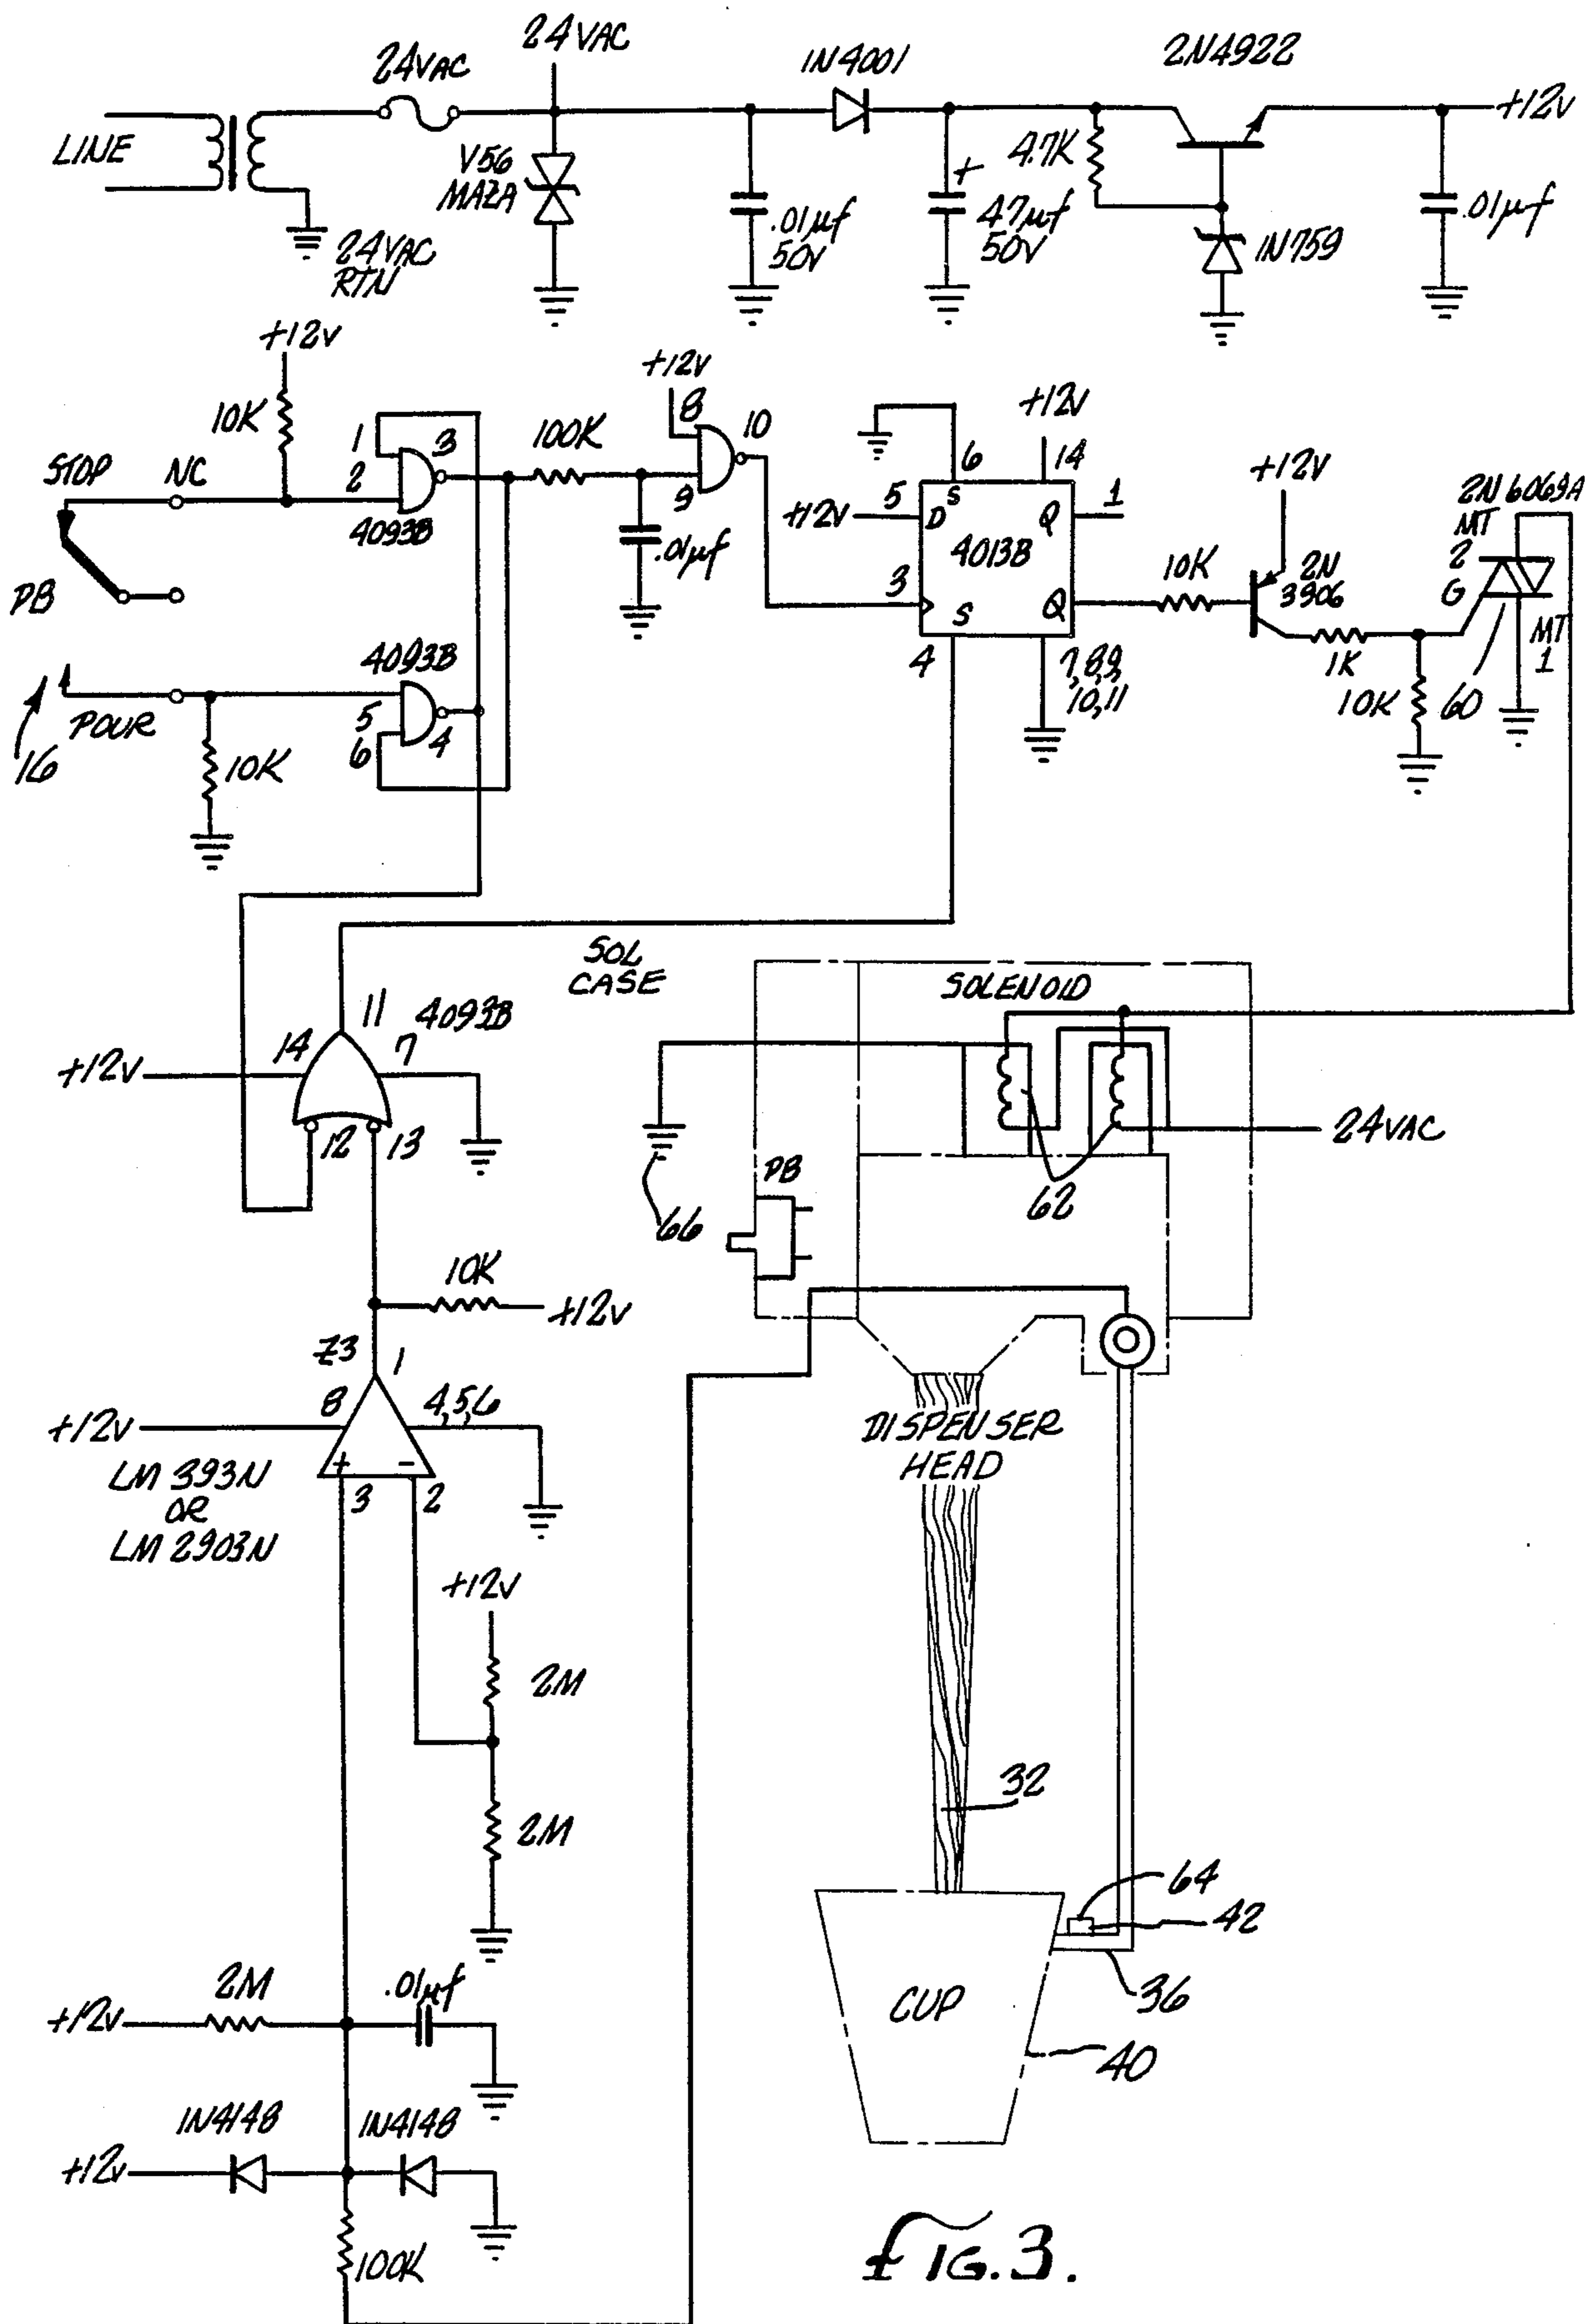 24VAC
24VAC
1N4001
2N4922
LINE
V56
MAZA
24VAC
RTN
.01µf
50V
+
47µf
50V
4.7K
1N759
.01µf
+12v
+12v
10K
STOP
NC
1
2
3
4093B
100K
+12v
8
9
10
.01µf
PB
POUR
16
10K
4093B
5
6
4
6
+12v
14
+12v
5
D
S
Q
1
4013B
3
S
Q
4
7,8,9,
10,11
10K
+12v
2N
3906
1K
10K
2N6069A
MT
2
G
MT
1
60
SOL
CASE
SOLENOID
11
4093B
14
7
+12v
12
13
24VAC
PB
66
62
10K
+12v
Z3
1
8
4,5,6
+12v
+
-
3
2
LM 393N
OR
LM 2903N
DISPENSER
HEAD
+12v
2M
2M
32
64
42
36
CUP
40
2M
.01µf
+12v
1N4148
1N4148
+12v
100K
FIG. 3.